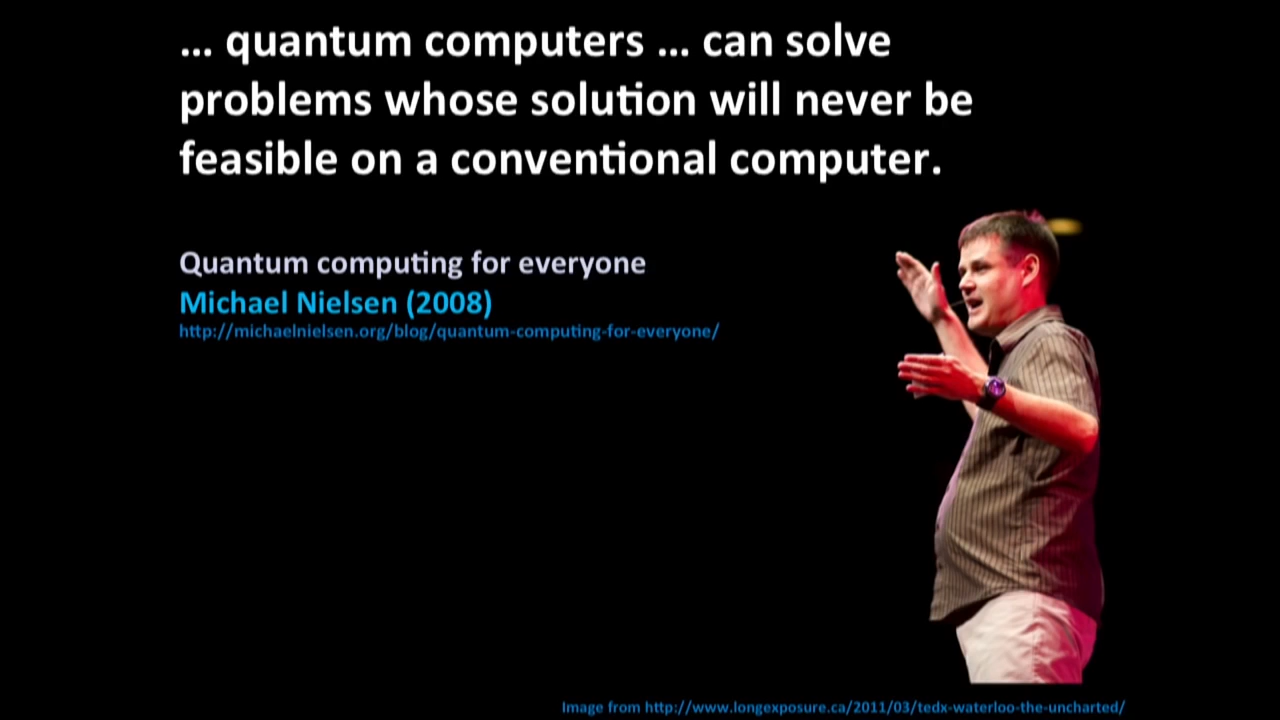 ... quantum computers ... can solve
problems whose solution will never be
feasible on a conventional computer.
Quantum computing for everyone
Michael Nielsen (2008)
http://michaelnielsen.org/blog/quantum-computing-for-everyone/
Image from http://www.longexposure.ca/2011/03/tedx-waterloo-the-uncharted/